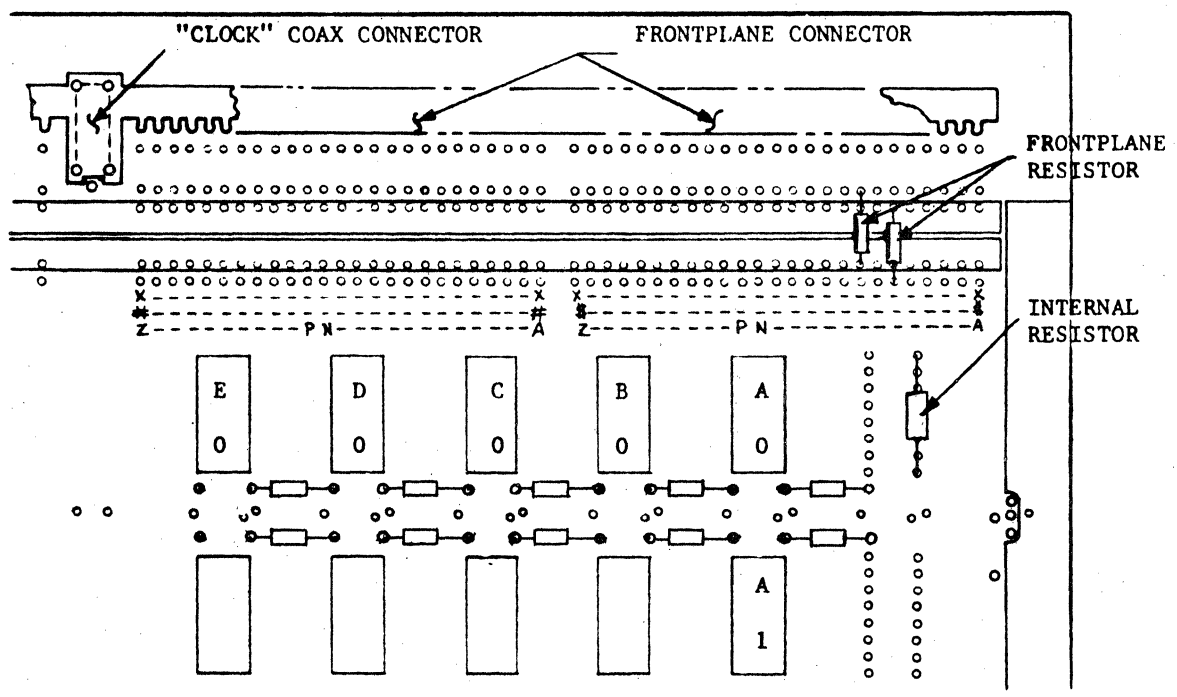 "CLOCK" COAX CONNECTOR
FRONTPLANE CONNECTOR
FRONTPLANE
RESISTOR
X X X X
# # $ $
Z P N A Z P N A
INTERNAL
RESISTOR
E D C B A
0 0 0 0 0
A
1